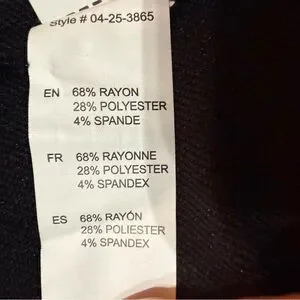 Style # 04-25-3865
EN 68% RAYON
28% POLYESTER
4% SPANDE
FR 68% RAYONNE
28% POLYESTER
4% SPANDEX
ES 68% RAYÓN
28% POLIESTER
4% SPANDEX